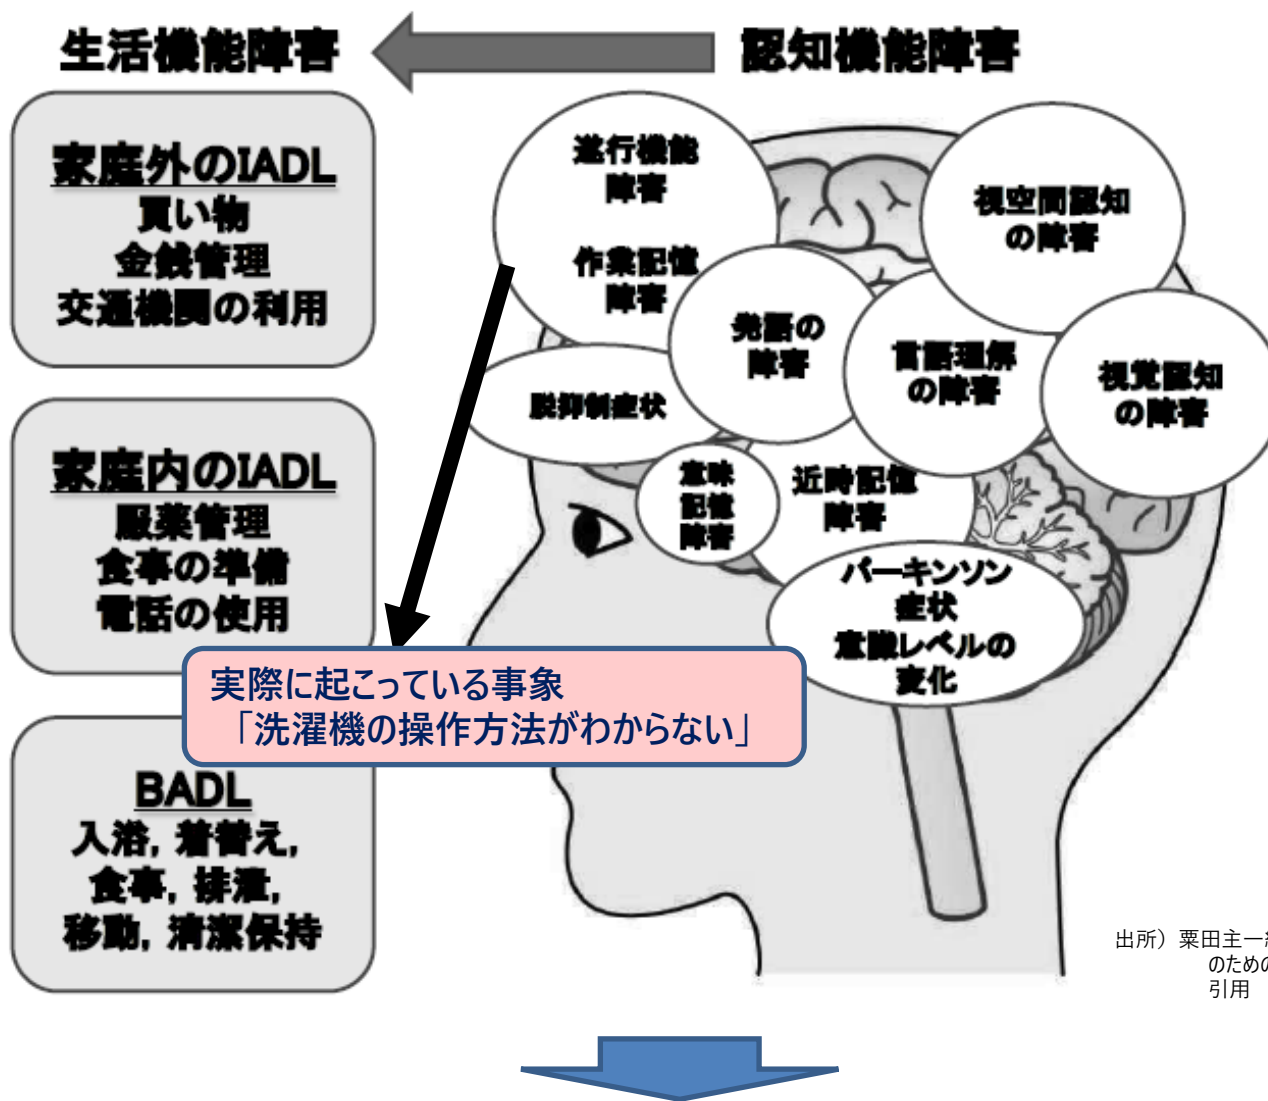 生活機能障害
認知機能障害
家庭外のIADL
買い物
金銭管理
交通機関の利用
家庭内のIADL
服薬管理
食事の準備
電話の使用
BADL
入浴, 着替え,
食事, 排泄,
移動, 清潔保持
遂行機能
障害
作業記憶
障害
視空間認知
の障害
発語の
障害
言語理解
の障害
視覚認知
の障害
脱抑制症状
意味
記憶
障害
近時記憶
障害
パーキンソン
症状
意識レベルの
変化
実際に起こっている事象
「洗濯機の操作方法がわからない」
出所）粟田主一
のための
引用